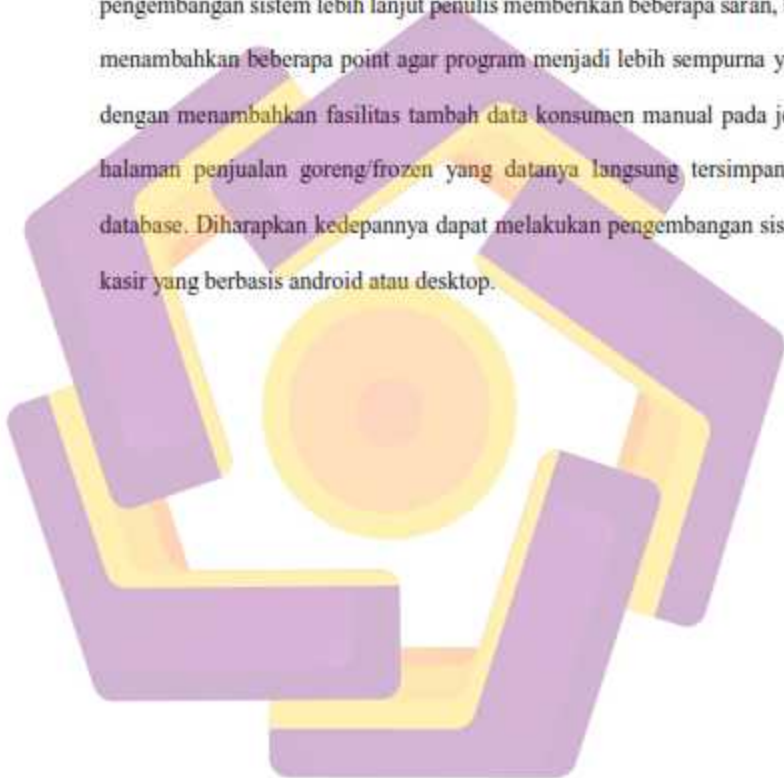 pengembangan sistem lebih lanjut penulis memberikan beberapa saran,
menambahkan beberapa point agar program menjadi lebih sempurna y
dengan menambahkan fasilitas tambah data konsumen manual pada j
halaman penjualan goreng/frozen yang datanya langsung tersimpan
database. Diharapkan kedepannya dapat melakukan pengembangan sis
kasir yang berbasis android atau desktop.